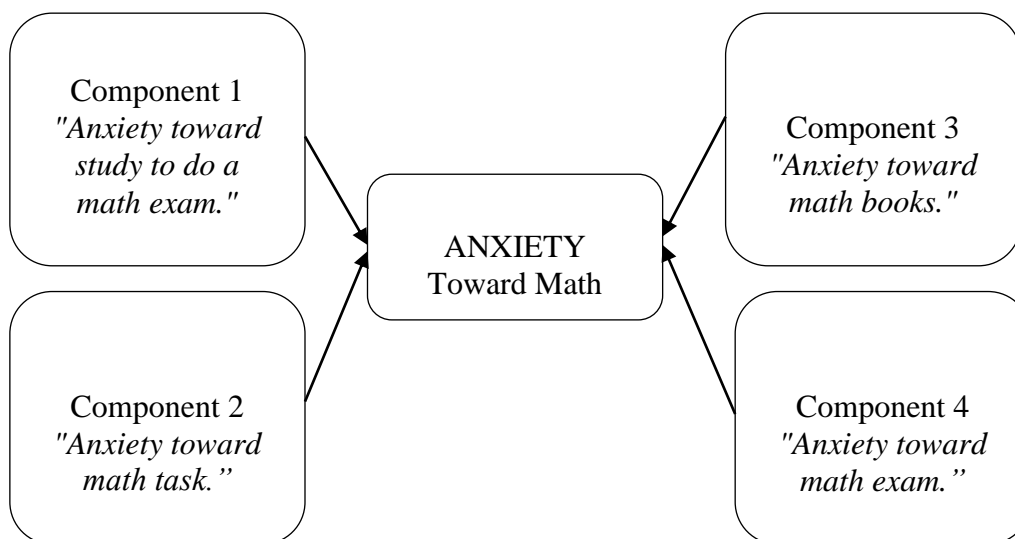 Component 1
"Anxiety toward
study to do a
math exam."
Component 2
"Anxiety toward
math task.”
ANXIETY
Toward Math
Component 3
"Anxiety toward
math books."
Component 4
"Anxiety toward
math exam.”